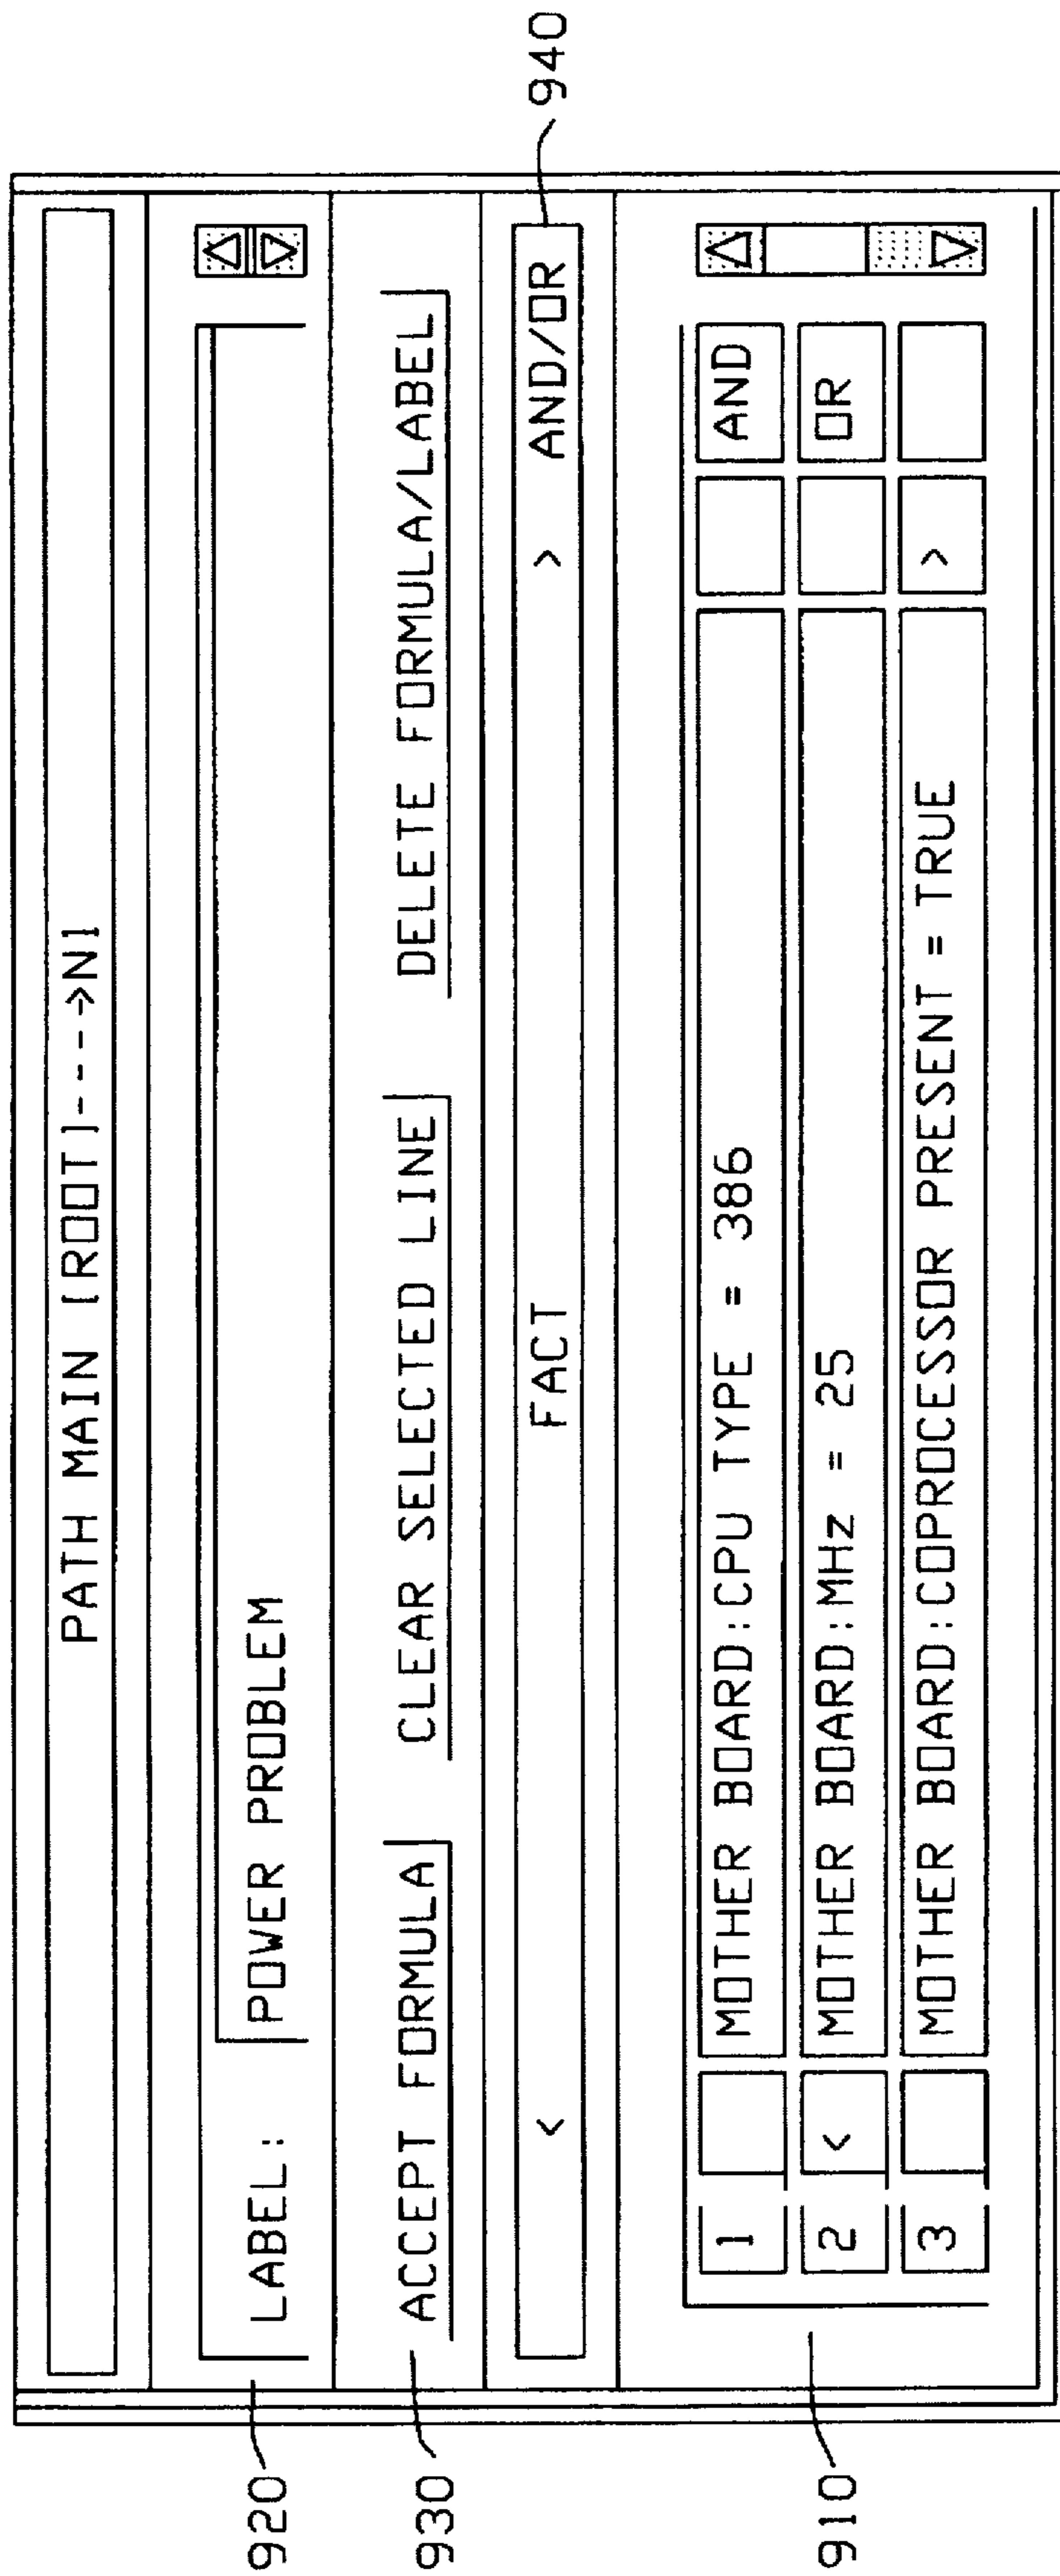 PATH MAIN [ROOT]---->N1
920
LABEL: POWER PROBLEM
930
ACCEPT FORMULA CLEAR SELECTED LINE DELETE FORMULA/LABEL
< FACT > AND/OR
940
910
1 MOTHER BOARD:CPU TYPE = 386 AND
2 < MOTHER BOARD:MHz = 25 OR
3 MOTHER BOARD:COPROCESSOR PRESENT = TRUE >